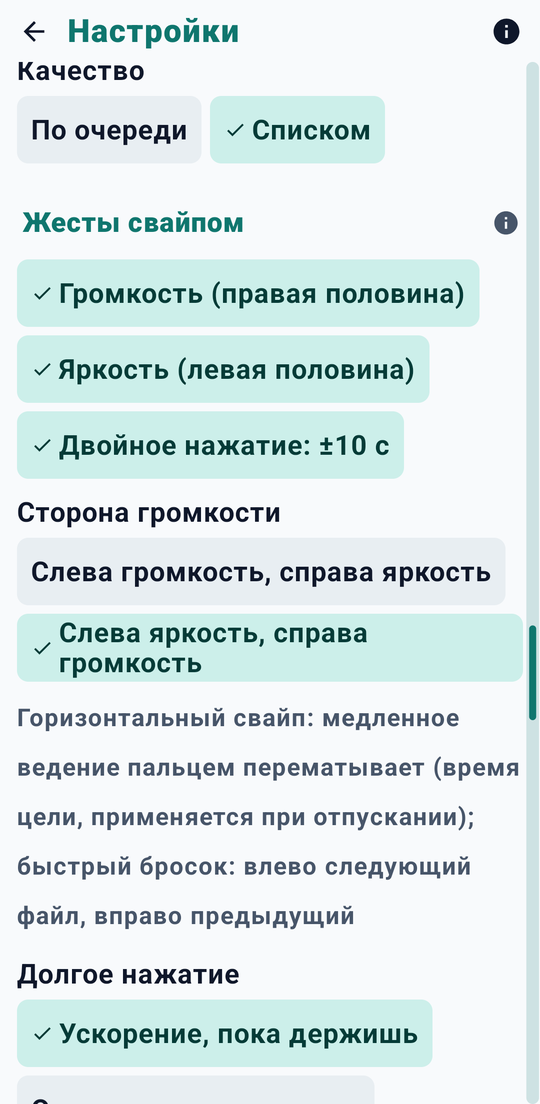 Настройки
Качество
По очереди
Списком
Жесты свайпом
Громкость (правая половина)
Яркость (левая половина)
Двойное нажатие: ±10 с
Сторона громкости
Слева громкость, справа яркость
Слева яркость, справа
громкость
Горизонтальный свайп: медленное
ведение пальцем перематывает (время
цели, применяется при отпускании);
быстрый бросок: влево следующий
файл, вправо предыдущий
Долгое нажатие
Ускорение, пока держишь